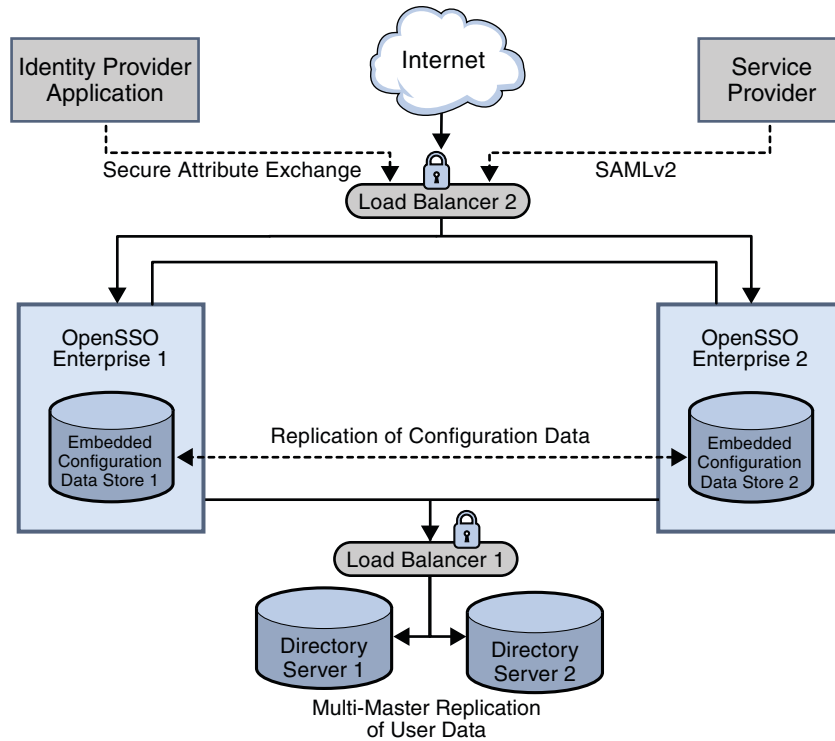 Identity Provider
Application
Internet
Service
Provider
Secure Attribute Exchange
SAMLv2
Load Balancer 2
OpenSSO
Enterprise 1
OpenSSO
Enterprise 2
Replication of Configuration Data
Embedded
Configuration
Data Store 1
Embedded
Configuration
Data Store 2
Load Balancer 1
Directory
Server 1
Directory
Server 2
Multi-Master Replication
of User Data